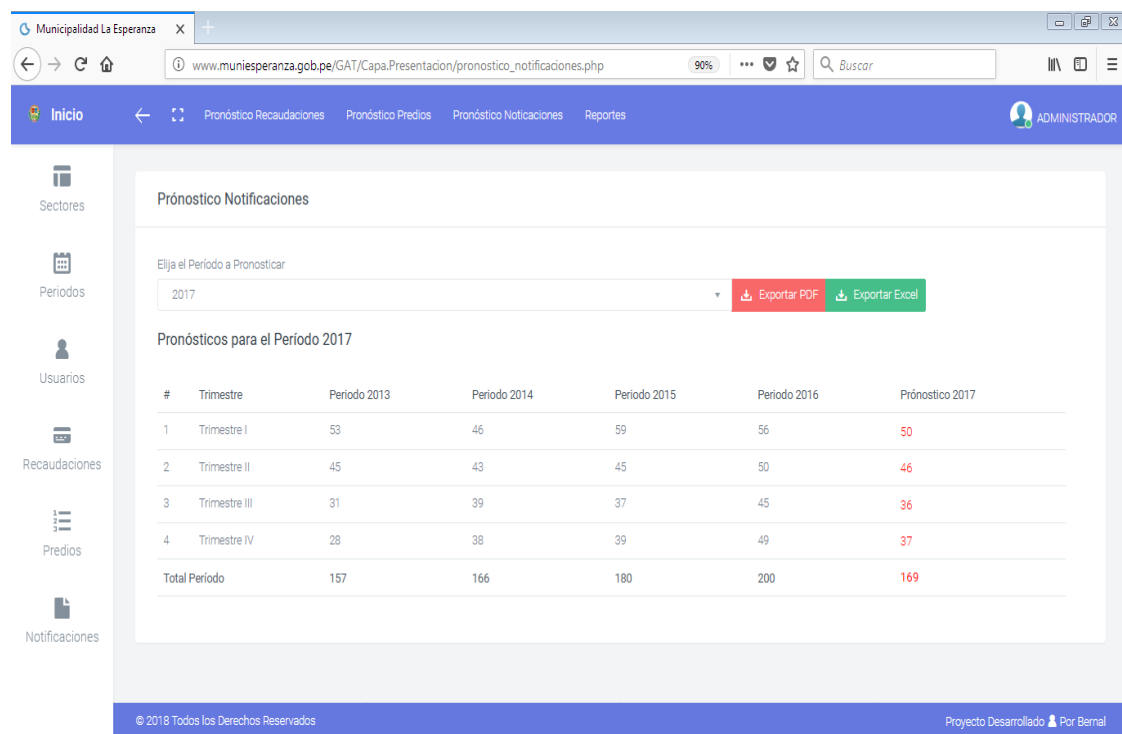 Municipalidad La Esperanza
www.muniesperanza.gob.pe/GAT/Capa.Presentacion/pronostico_notificaciones.php 90% Buscar
Inicio Pronóstico Recaudaciones Pronóstico Predios Pronóstico Noticaciones Reportes ADMINISTRADOR
Sectores
Periodos
Usuarios
Recaudaciones
Predios
Notificaciones
Prónostico Notificaciones
Elija el Período a Pronosticar
2017 Exportar PDF Exportar Excel
Pronósticos para el Período 2017
# Trimestre Periodo 2013 Periodo 2014 Periodo 2015 Periodo 2016 Prónostico 2017
1 Trimestre I 53 46 59 56 50
2 Trimestre II 45 43 45 50 46
3 Trimestre III 31 39 37 45 36
4 Trimestre IV 28 38 39 49 37
Total Período 157 166 180 200 169
© 2018 Todos los Derechos Reservados Proyecto Desarrollado Por Bernal